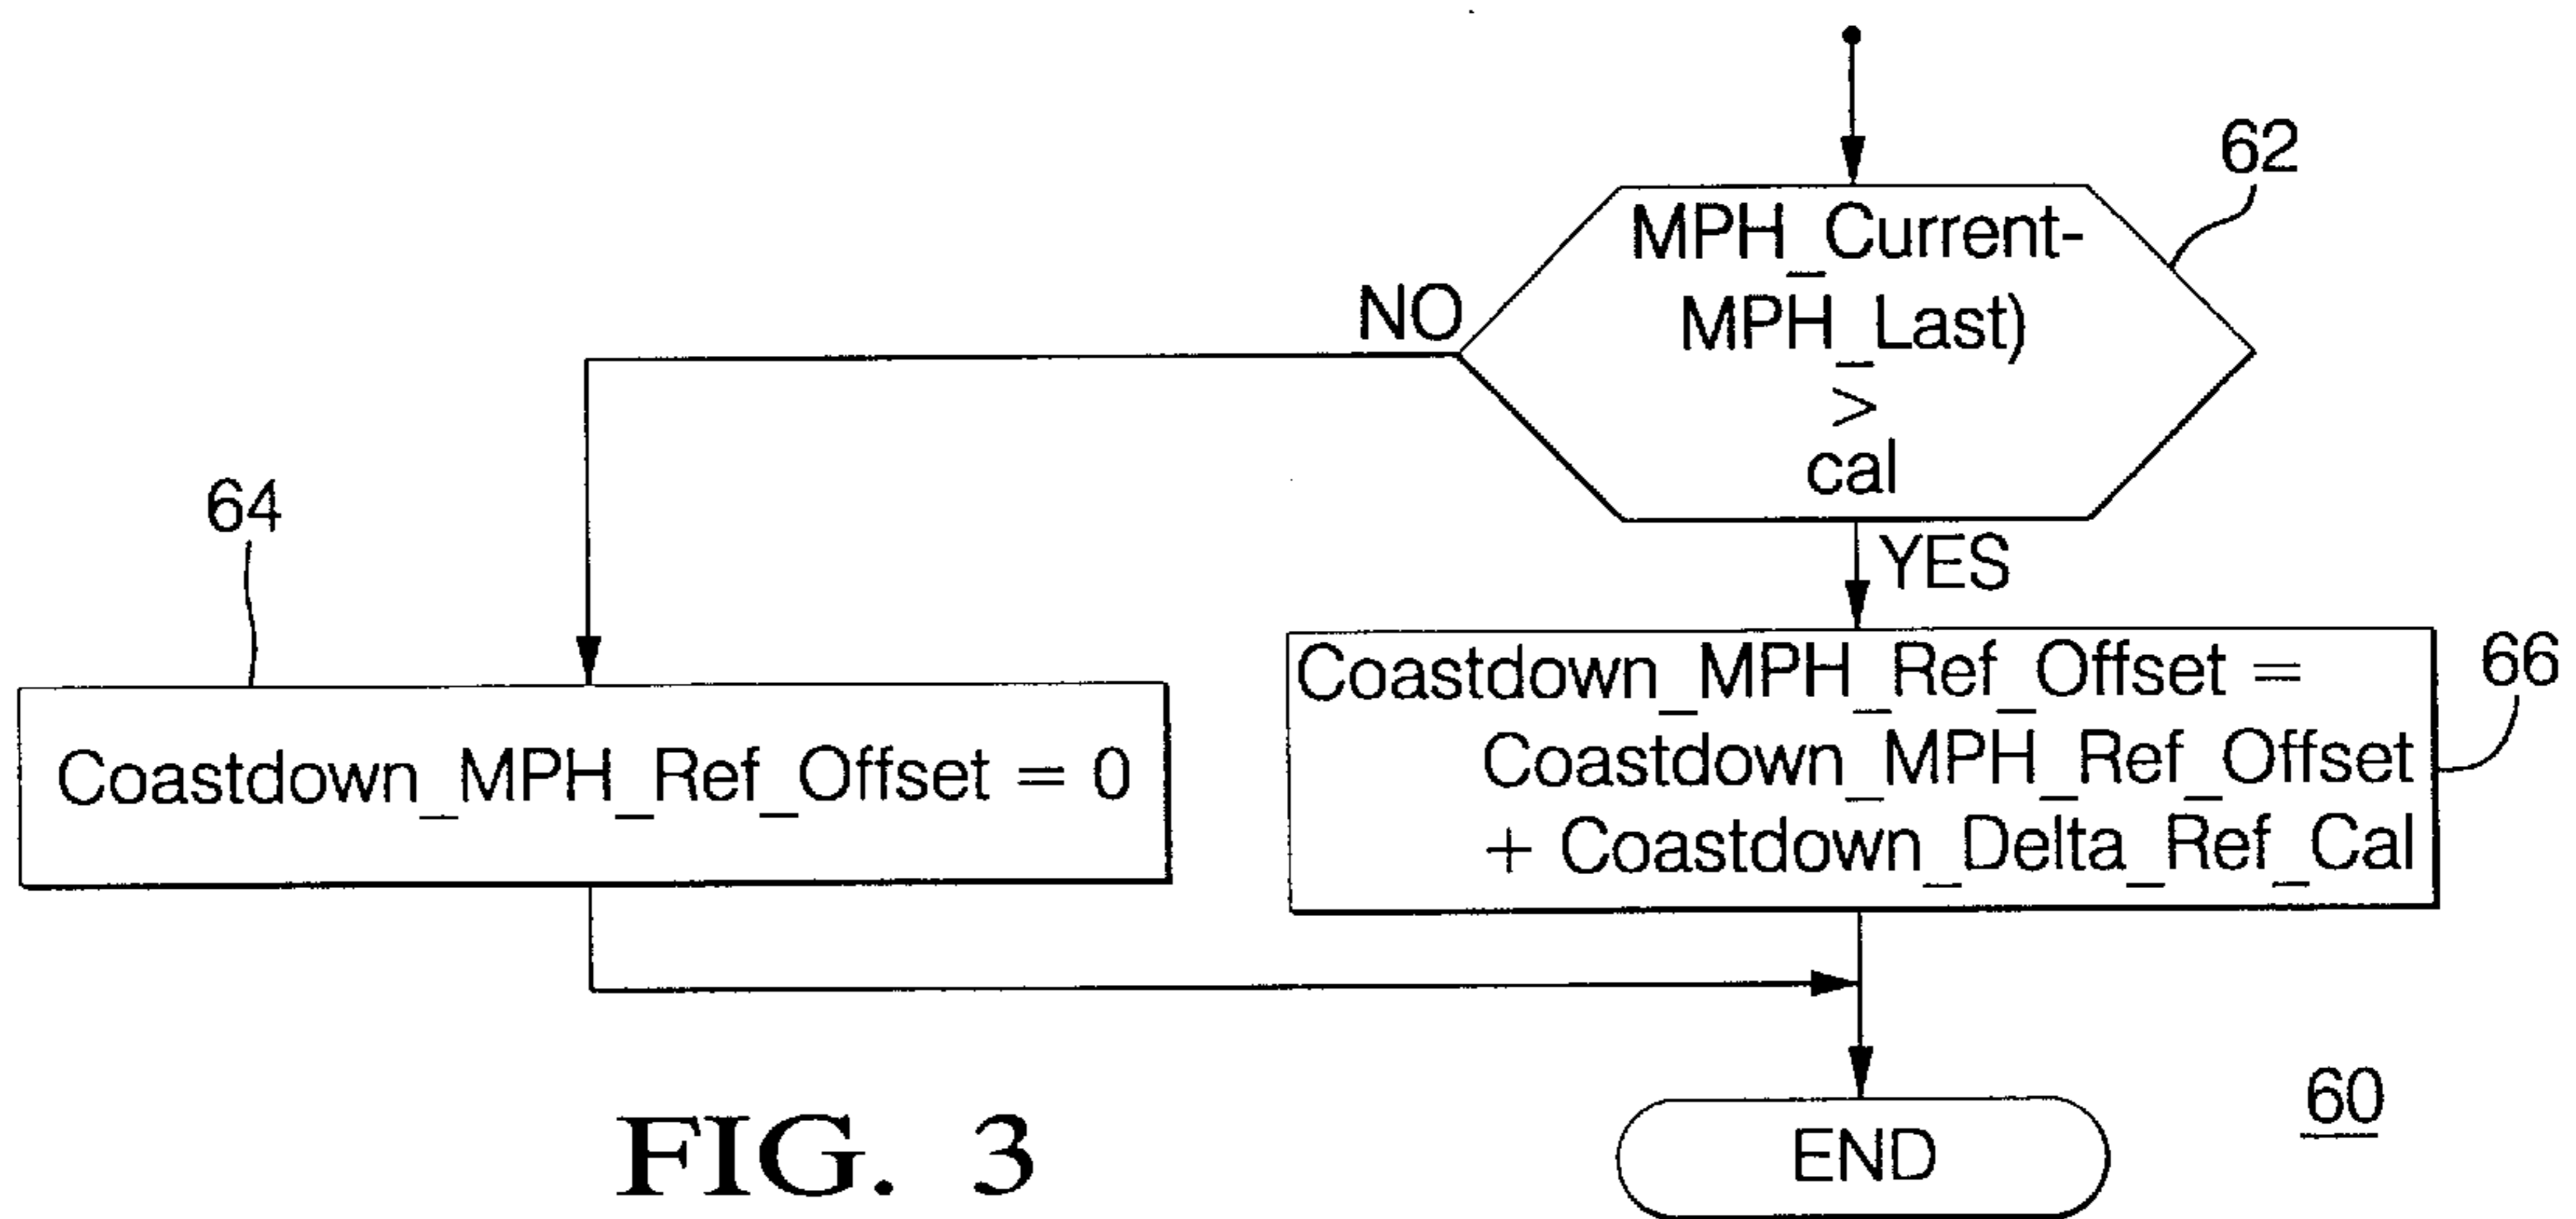 62
MPH_Current-
MPH_Last)
>
cal
NO
YES
64
Coastdown_MPH_Ref_Offset = 0
66
Coastdown_MPH_Ref_Offset =
Coastdown_MPH_Ref_Offset
+ Coastdown_Delta_Ref_Cal
END
60
FIG. 3